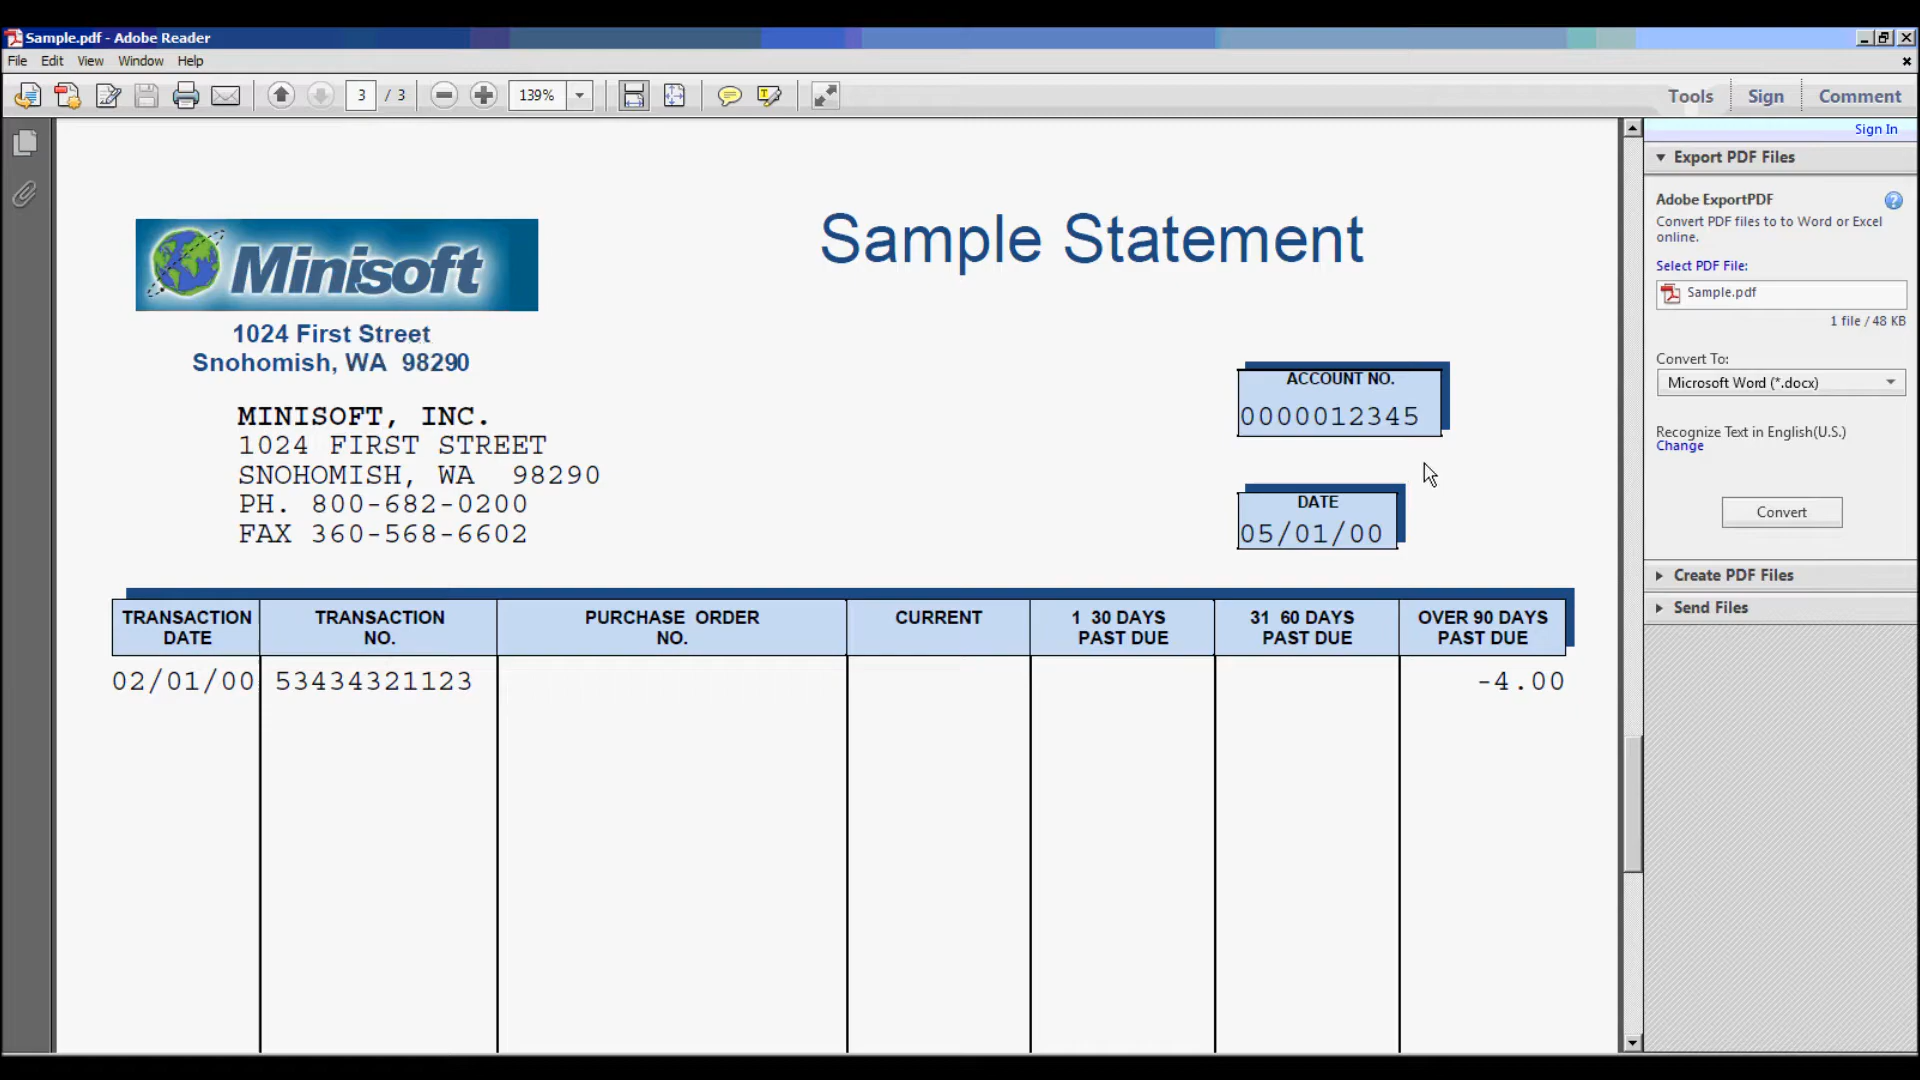 Sample.pdf - Adobe Reader
File Edit View Window Help
3 / 3 139% Tools Sign Comment
Sign In
Export PDF Files
Adobe ExportPDF
Convert PDF files to to Word or Excel
online.
Select PDF File:
Sample.pdf
1 file / 48 KB
Convert To:
Microsoft Word (*.docx)
Recognize Text in English(U.S.)
Change
Convert
Create PDF Files
Send Files
Minisoft
Sample Statement
1024 First Street
Snohomish, WA 98290
MINISOFT, INC.
1024 FIRST STREET
SNOHOMISH, WA 98290
PH. 800-682-0200
FAX 360-568-6602
ACCOUNT NO.
0000012345
DATE
05/01/00
TRANSACTION DATE
TRANSACTION NO.
PURCHASE ORDER NO.
CURRENT
1 30 DAYS PAST DUE
31 60 DAYS PAST DUE
OVER 90 DAYS PAST DUE
02/01/00 53434321123 -4.00